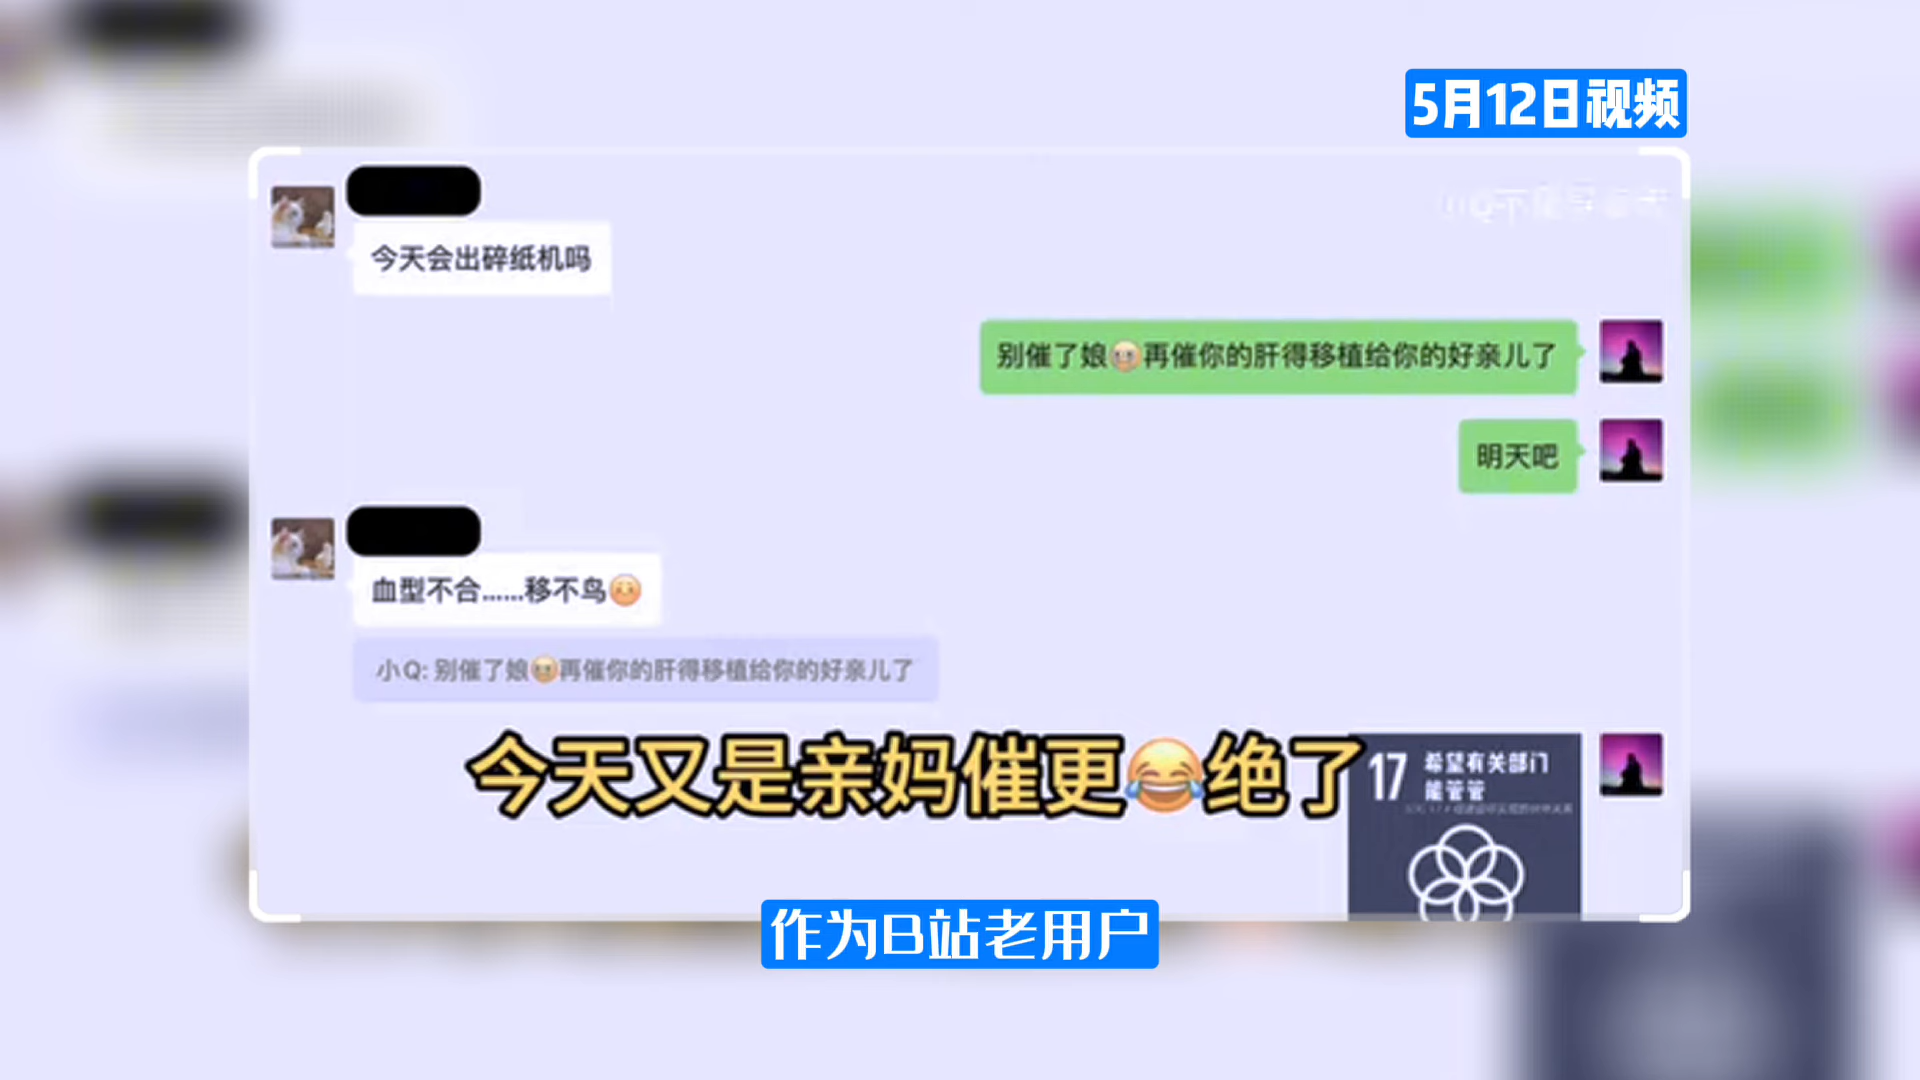 5月12日视频
今天会出碎纸机吗
别催了娘😭再催你的肝得移植给你的好亲儿了
明天吧
血型不合……移不鸟🥺
小Q: 别催了娘😭再催你的肝得移植给你的好亲儿了
今天又是亲妈催更😂绝了
17 希望有关部门
能管管
作为B站老用户